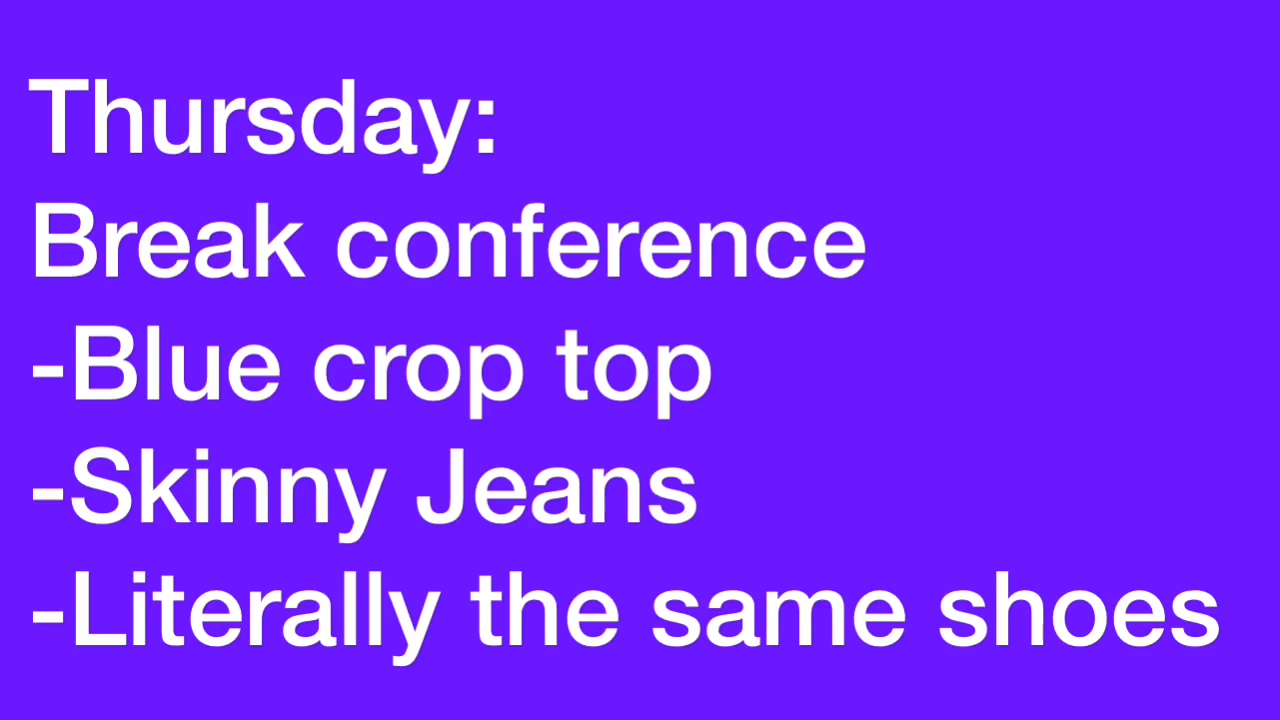 Thursday:
Break conference
-Blue crop top
-Skinny Jeans
-Literally the same shoes